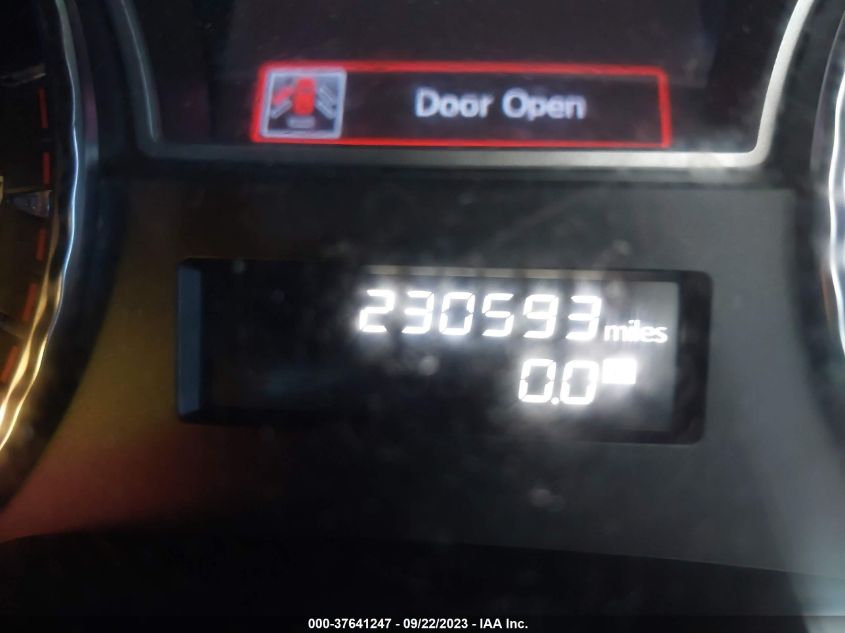 Door Open
230593 miles
0.0
000-37641247 - 09/22/2023 - IAA Inc.